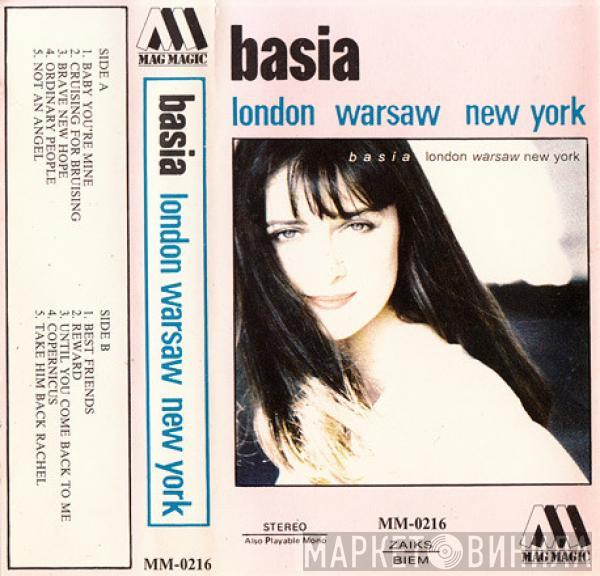 SIDE A
1. BABY YOU'RE MINE
2. CRUISING FOR BRUISING
3. BRAVE NEW HOPE
4. ORDINARY PEOPLE
5. NOT AN ANGEL
SIDE B
1. BEST FRIENDS
2. REWARD
3. UNTIL YOU COME BACK TO ME
4. COPERNICUS
5. TAKE HIM BACK RACHEL
MAG MAGIC
basia london warsaw new york
MM-0216
basia
london warsaw new york
basia london warsaw new york
STEREO
Also Playable Mono
MM-0216
ZAIKS
BIEM
MAG MAGIC
МАРКЕТ ВИНИЛА